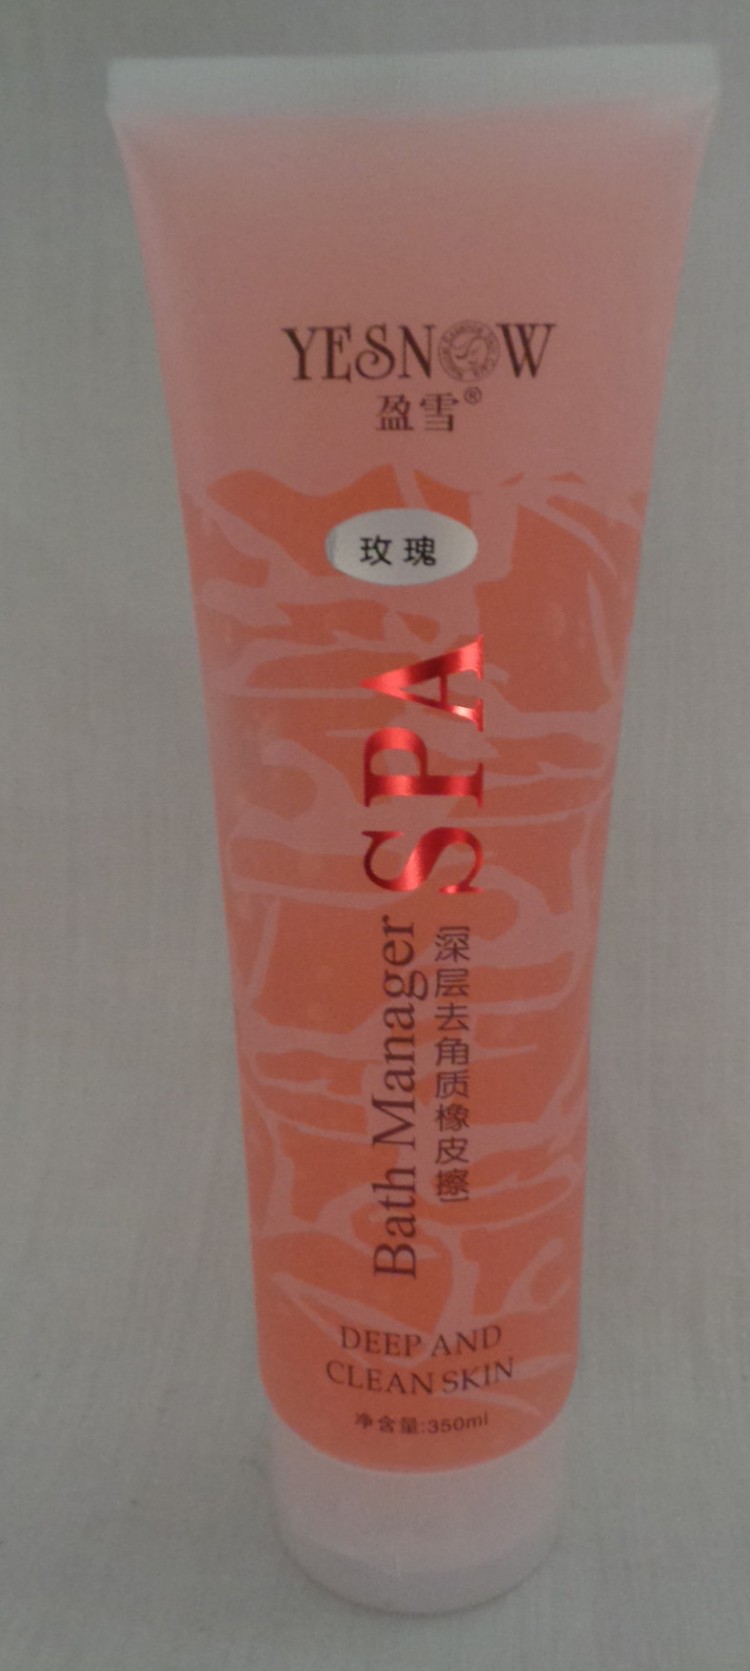 YESNOW
盈雪®
玫瑰
SPA
Bath Manager
[深层去角质橡皮擦]
DEEP AND
CLEAN SKIN
净含量:350ml